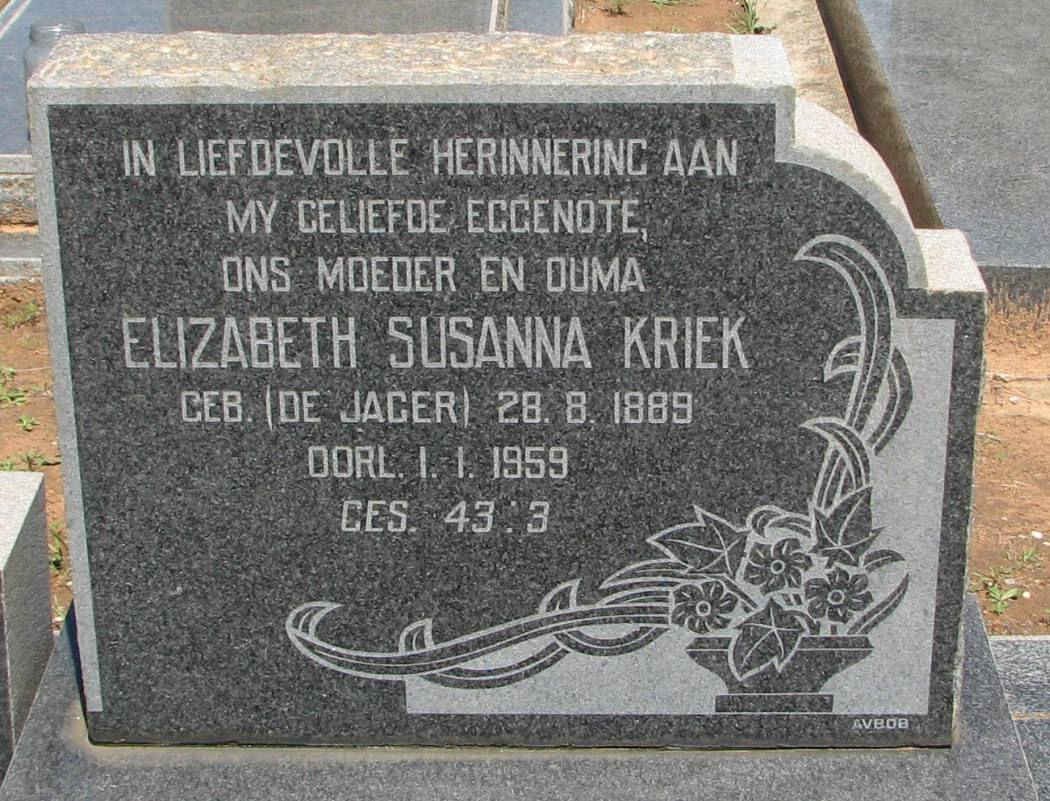 IN LIEFDEVOLLE HERINNERING AAN
MY GELIEFDE EGGENOTE,
ONS MOEDER EN OUMA
ELIZABETH SUSANNA KRIEK
GEB. (DE JAGER) 28. 8. 1889
OORL. 1. 1. 1959
GES. 43 : 3
AVBOB